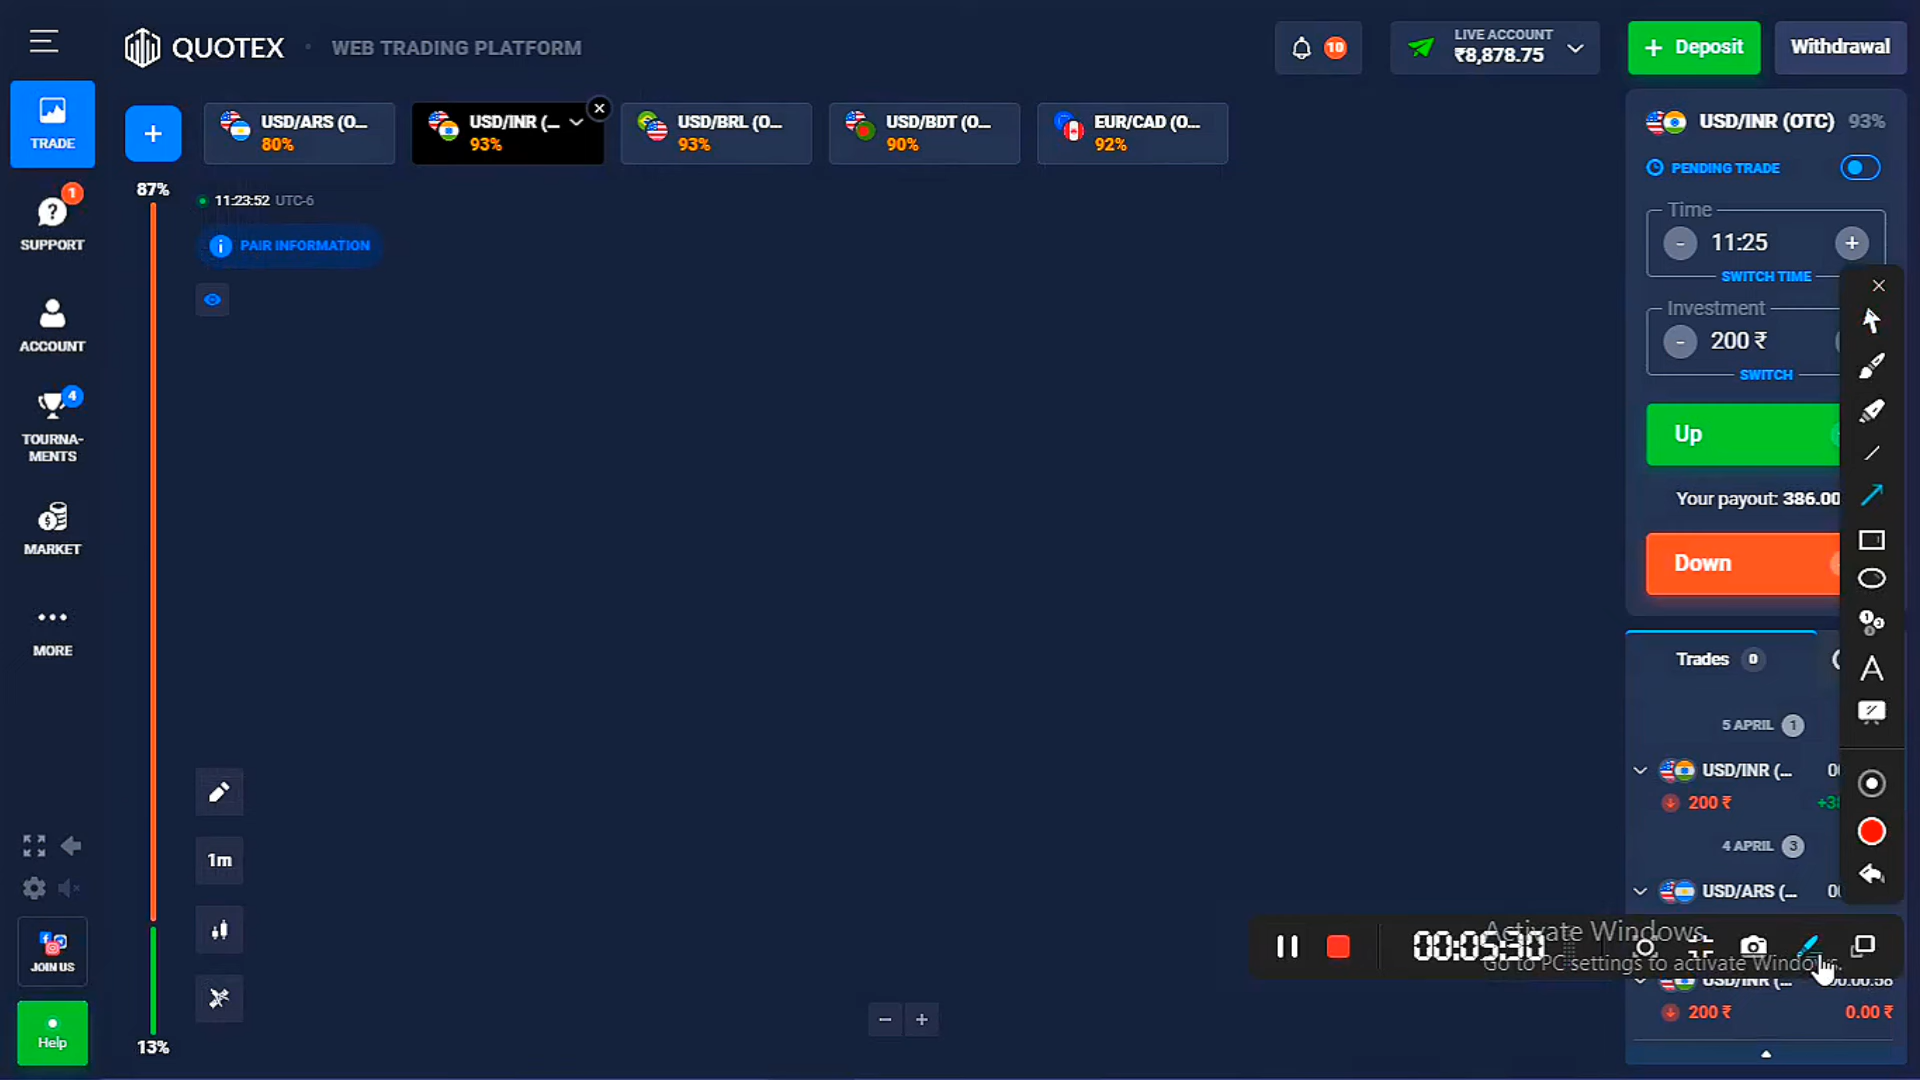 QUOTEX
WEB TRADING PLATFORM
10
LIVE ACCOUNT
₹8,878.75
+ Deposit
Withdrawal
TRADE
1
SUPPORT
ACCOUNT
4
TOURNA-
MENTS
MARKET
MORE
JOIN US
Help
+
USD/ARS (O...
80%
USD/INR (...
93%
USD/BRL (O...
93%
USD/BDT (O...
90%
EUR/CAD (O...
92%
87%
13%
11:23:52 UTC-6
PAIR INFORMATION
1m
- +
USD/INR (OTC) 93%
PENDING TRADE
Time
- 11:25 +
SWITCH TIME
Investment
- 200 ₹
SWITCH
Up
Your payout: 386.00
Down
Trades 0
5 APRIL 1
USD/INR (...
200 ₹
4 APRIL 3
USD/ARS (...
00:05:30
Activate Windows
Go to PC settings to activate Windows.
USD/INR (... 00:00:58
200 ₹ 0.00 ₹